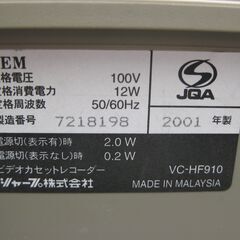 EM
格電圧 100V
格消費電力 12W
定格周波数 50/60Hz
JQA
製造番号 7218198 2001 年製
電源切(表示有)時 2.0 W
電源切(表示なし)時 0.2 W
ビデオカセットレコーダー VC-HF910
シャープ株式会社 MADE IN MALAYSIA